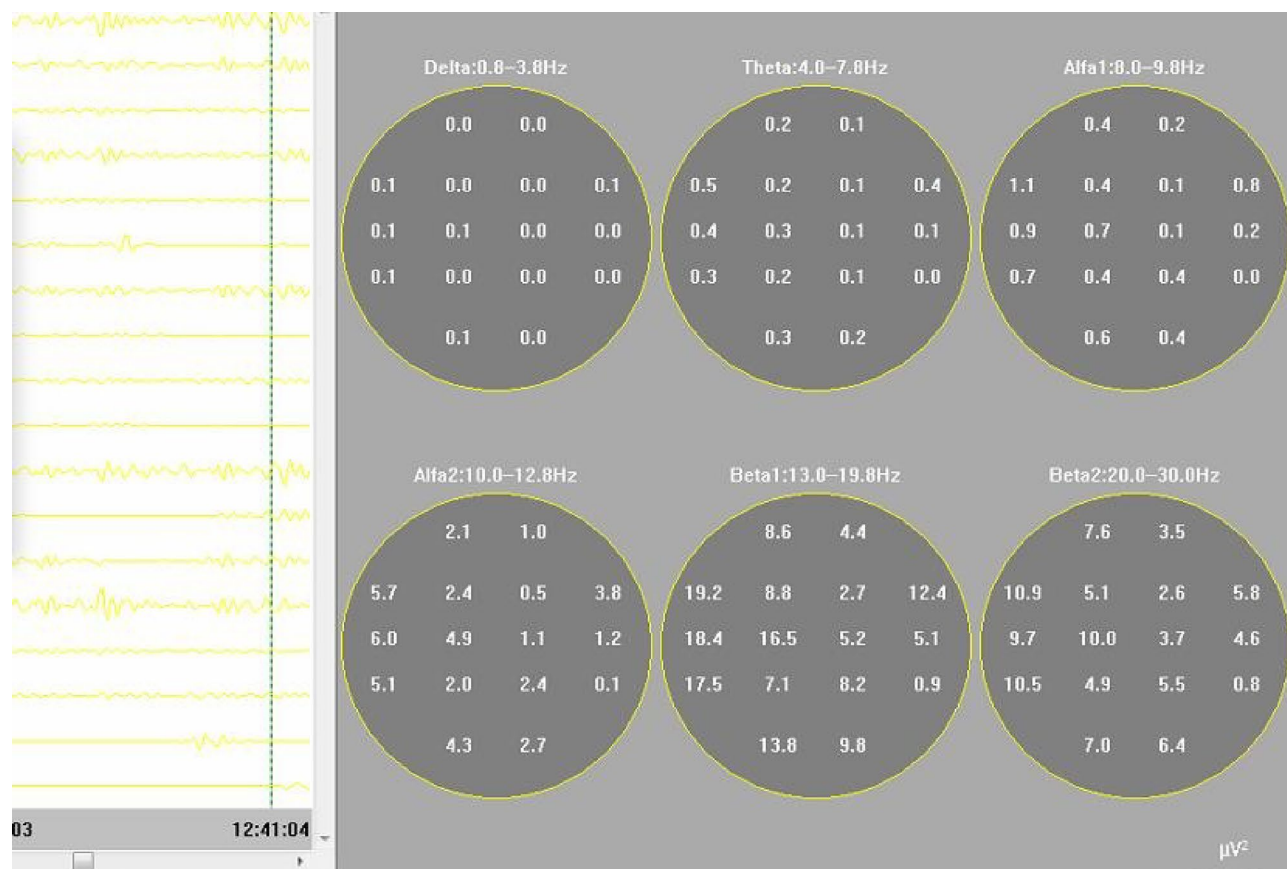 Delta:0.8–3.8Hz Theta:4.0–7.8Hz Alfa1:8.0–9.8Hz
0.0 0.0 0.2 0.1 0.4 0.2
0.1 0.0 0.0 0.1 0.5 0.2 0.1 0.4 1.1 0.4 0.1 0.8
0.1 0.1 0.0 0.0 0.4 0.3 0.1 0.1 0.9 0.7 0.1 0.2
0.1 0.0 0.0 0.0 0.3 0.2 0.1 0.0 0.7 0.4 0.4 0.0
0.1 0.0 0.3 0.2 0.6 0.4
Alfa2:10.0–12.8Hz Beta1:13.0–19.8Hz Beta2:20.0–30.0Hz
2.1 1.0 8.6 4.4 7.6 3.5
5.7 2.4 0.5 3.8 19.2 8.8 2.7 12.4 10.9 5.1 2.6 5.8
6.0 4.9 1.1 1.2 18.4 16.5 5.2 5.1 9.7 10.0 3.7 4.6
5.1 2.0 2.4 0.1 17.5 7.1 8.2 0.9 10.5 4.9 5.5 0.8
4.3 2.7 13.8 9.8 7.0 6.4
03 12:41:04
µV²